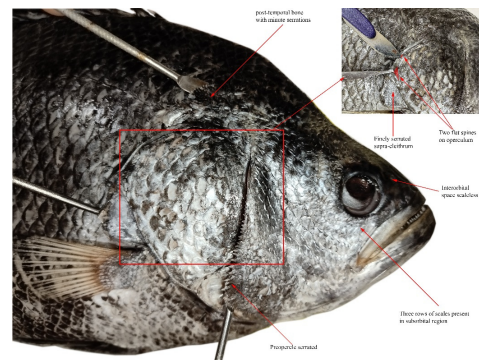 post-temporal bone
with minute serrations
Two flat spines
on operculum
Finely serrated
supra-cleithrum
Interorbital
space scaleless
Three rows of scales present
in suborbital region
Preopercle serrated